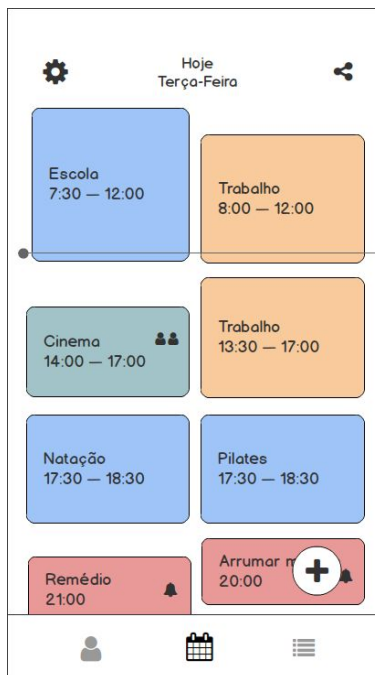 Hoje
Terça-Feira
Escola
7:30 — 12:00
Trabalho
8:00 — 12:00
Cinema
14:00 — 17:00
Trabalho
13:30 — 17:00
Natação
17:30 — 18:30
Pilates
17:30 — 18:30
Remédio
21:00
Arrumar
20:00